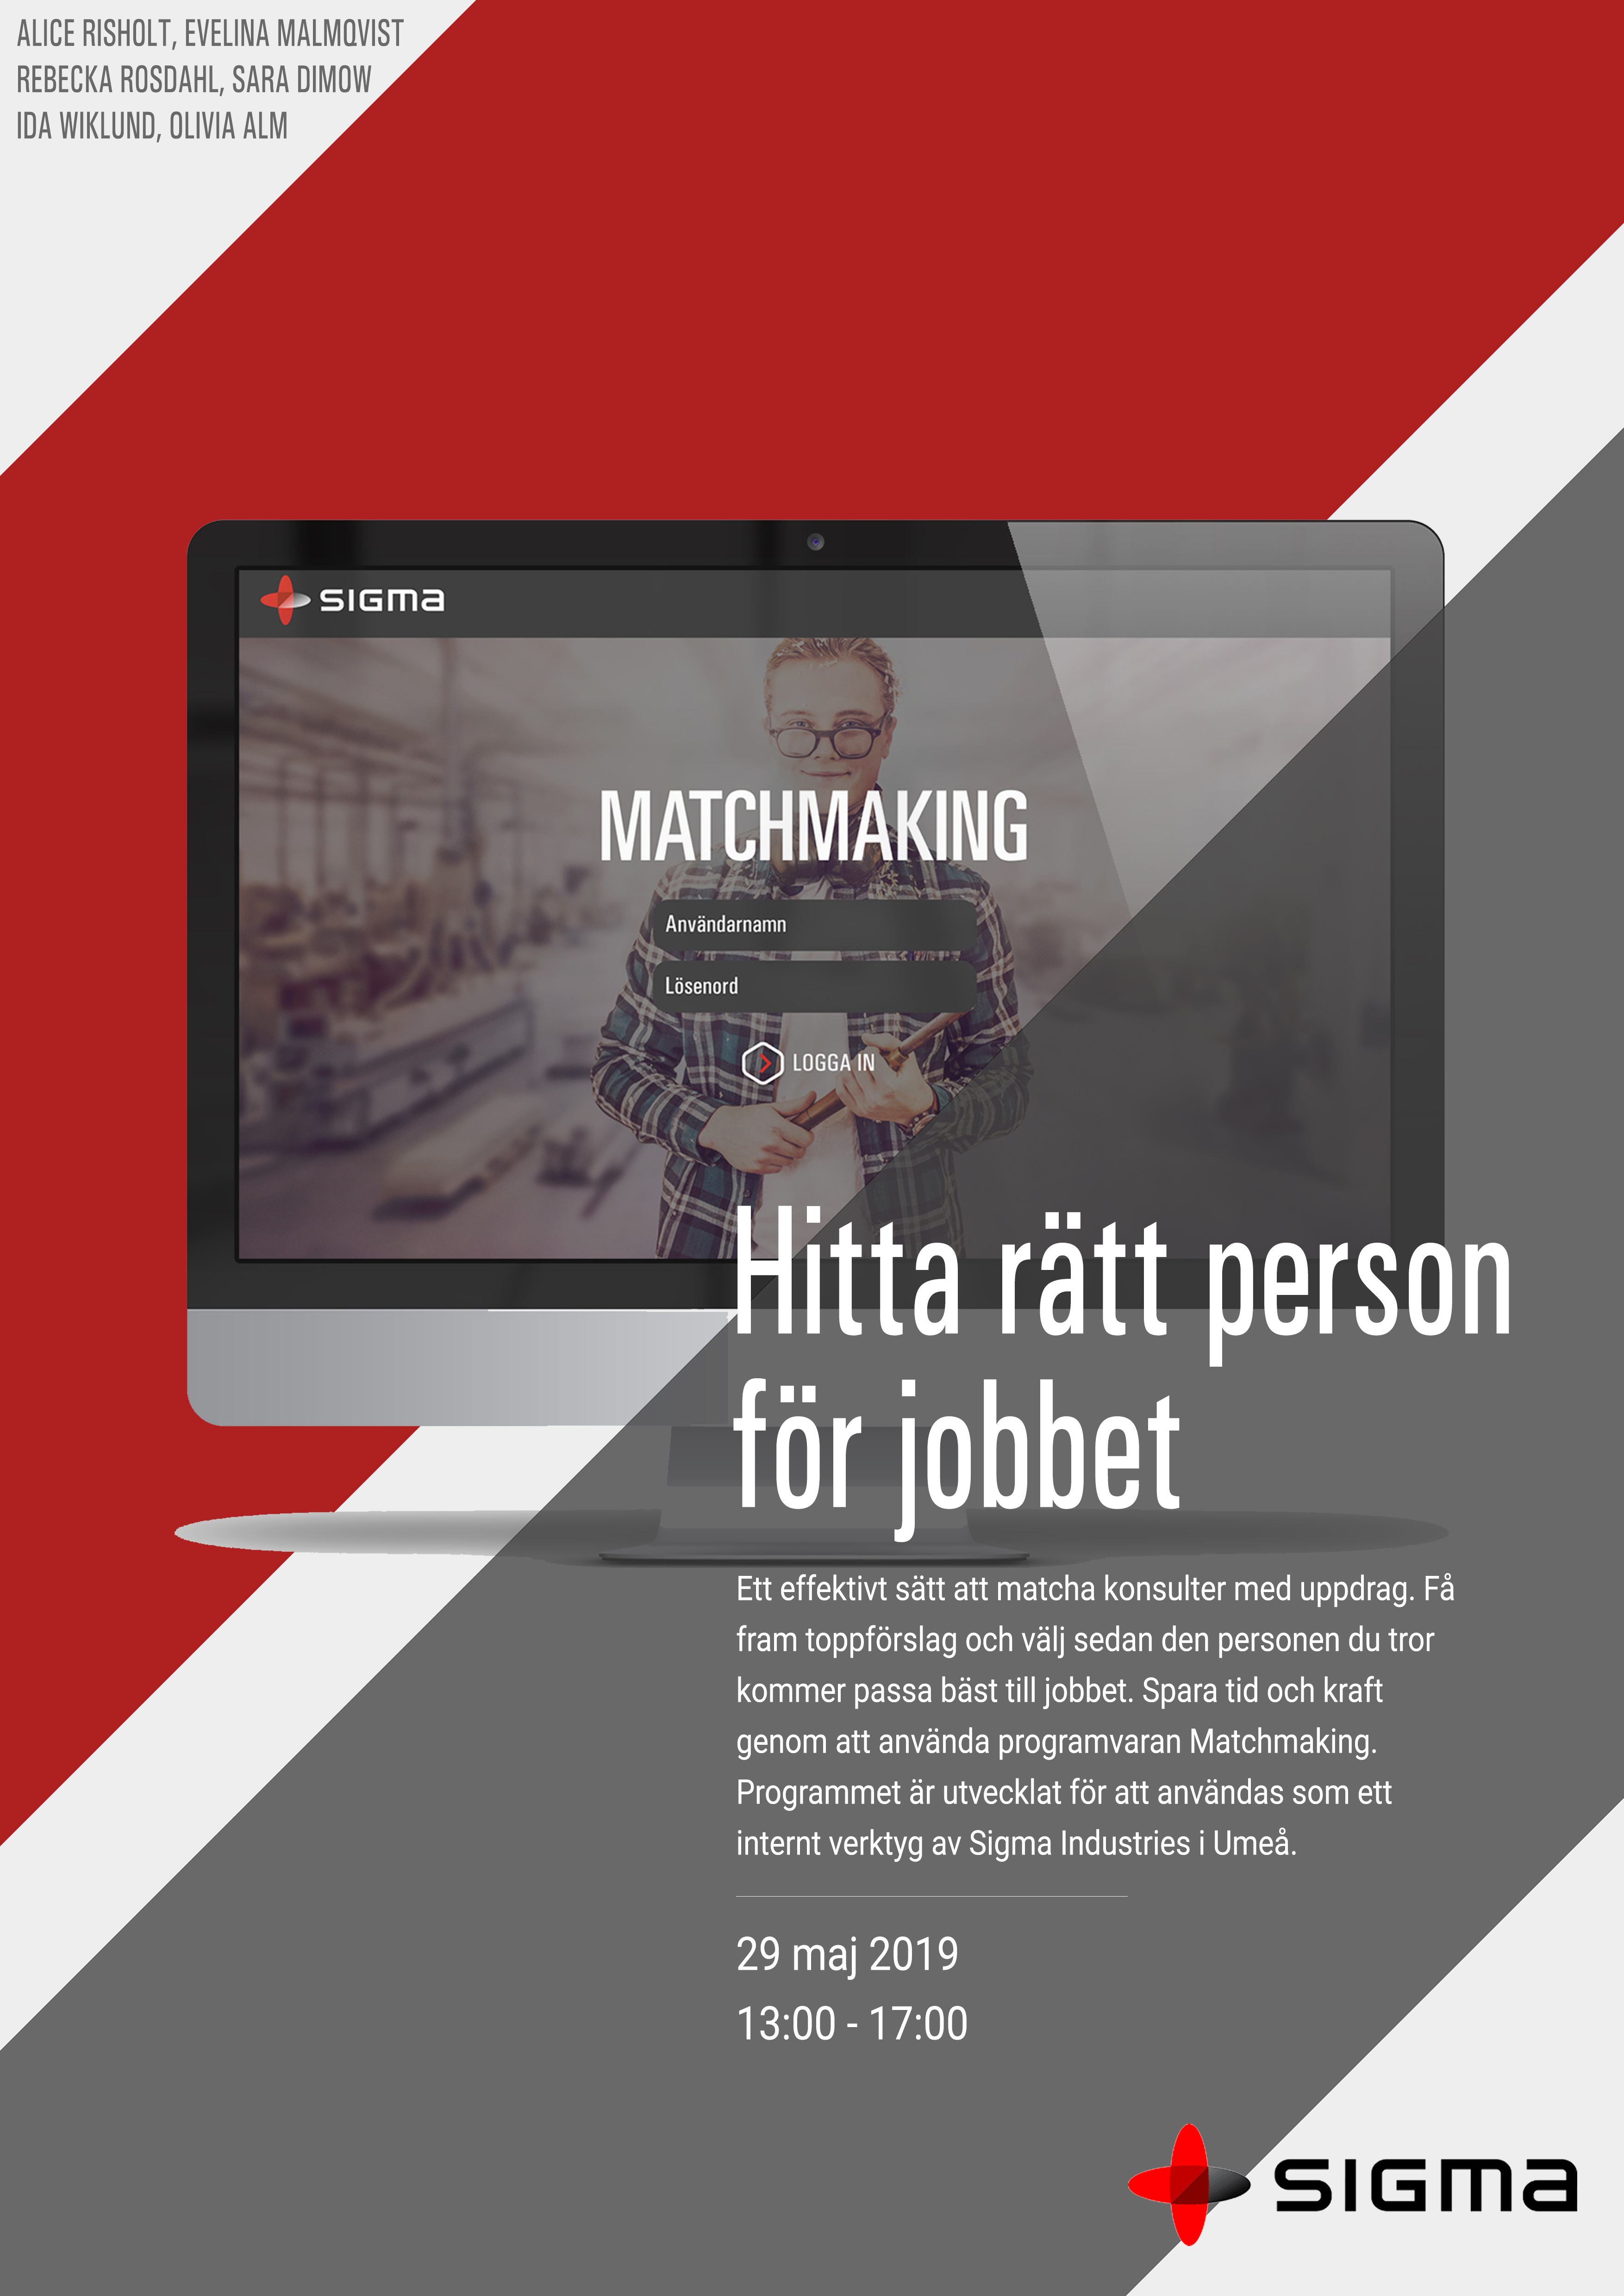 ALICE RISHOLT, EVELINA MALMQVIST
REBECKA ROSDAHL, SARA DIMOW
IDA WIKLUND, OLIVIA ALM
SIGMA
MATCHMAKING
Användarnamn
Lösenord
LOGGA IN
Hitta rätt person
för jobbet
Ett effektivt sätt att matcha konsulter med uppdrag. Få
fram toppförslag och välj sedan den personen du tror
kommer passa bäst till jobbet. Spara tid och kraft
genom att använda programvaran Matchmaking.
Programmet är utvecklat för att användas som ett
internt verktyg av Sigma Industries i Umeå.
29 maj 2019
13:00 - 17:00
SIGMA